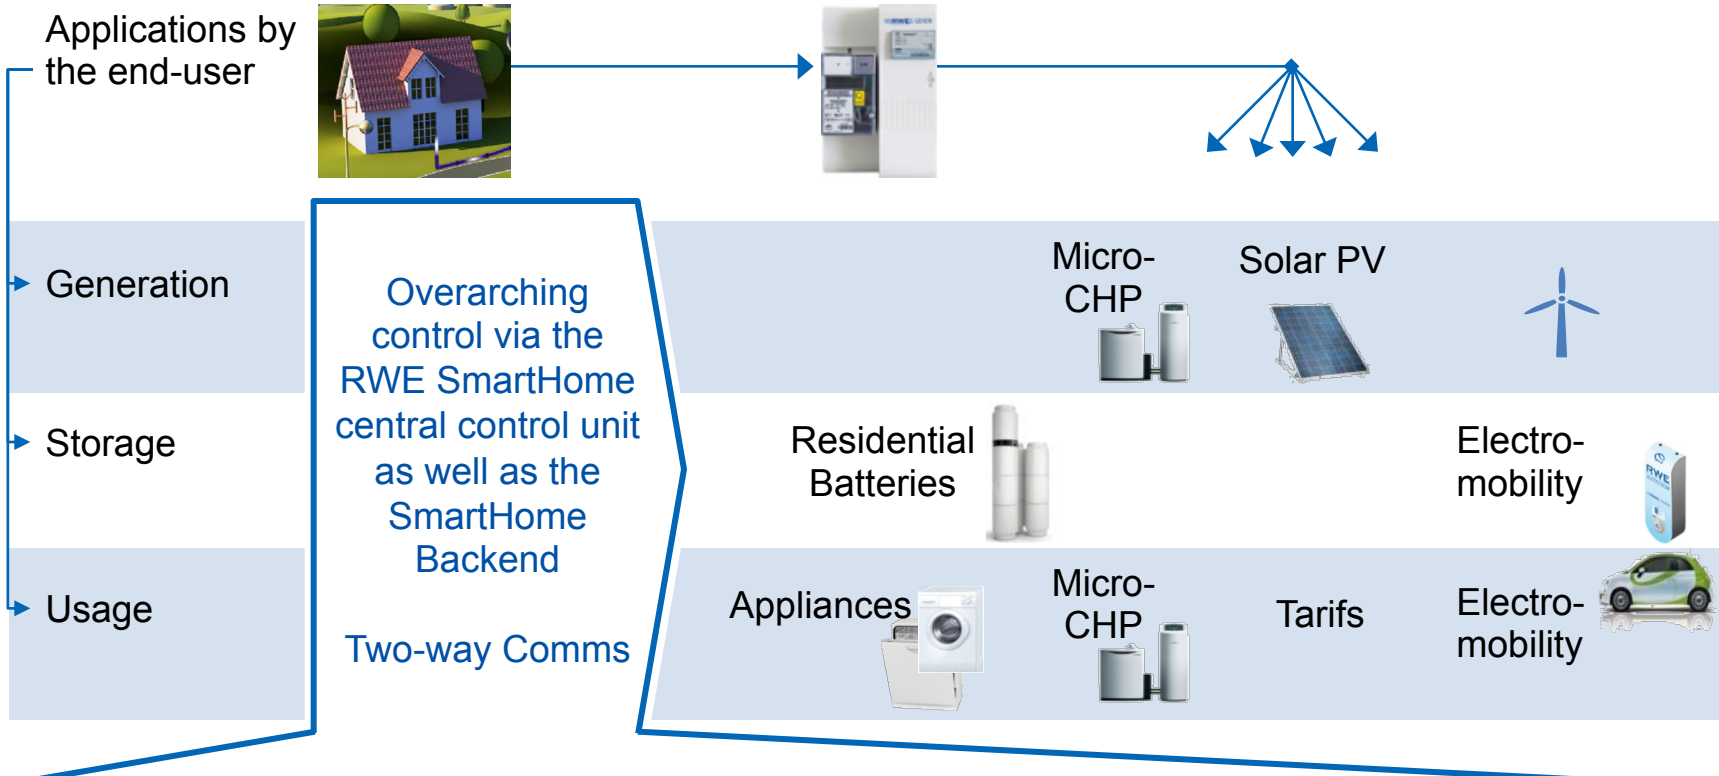 Applications by
the end-user
Generation
Storage
Usage
Overarching
control via the
RWE SmartHome
central control unit
as well as the
SmartHome
Backend
Two-way Comms
Micro-
CHP
Solar PV
Residential
Batteries
Electro-
mobility
RWE
Appliances
Micro-
CHP
Tarifs
Electro-
mobility